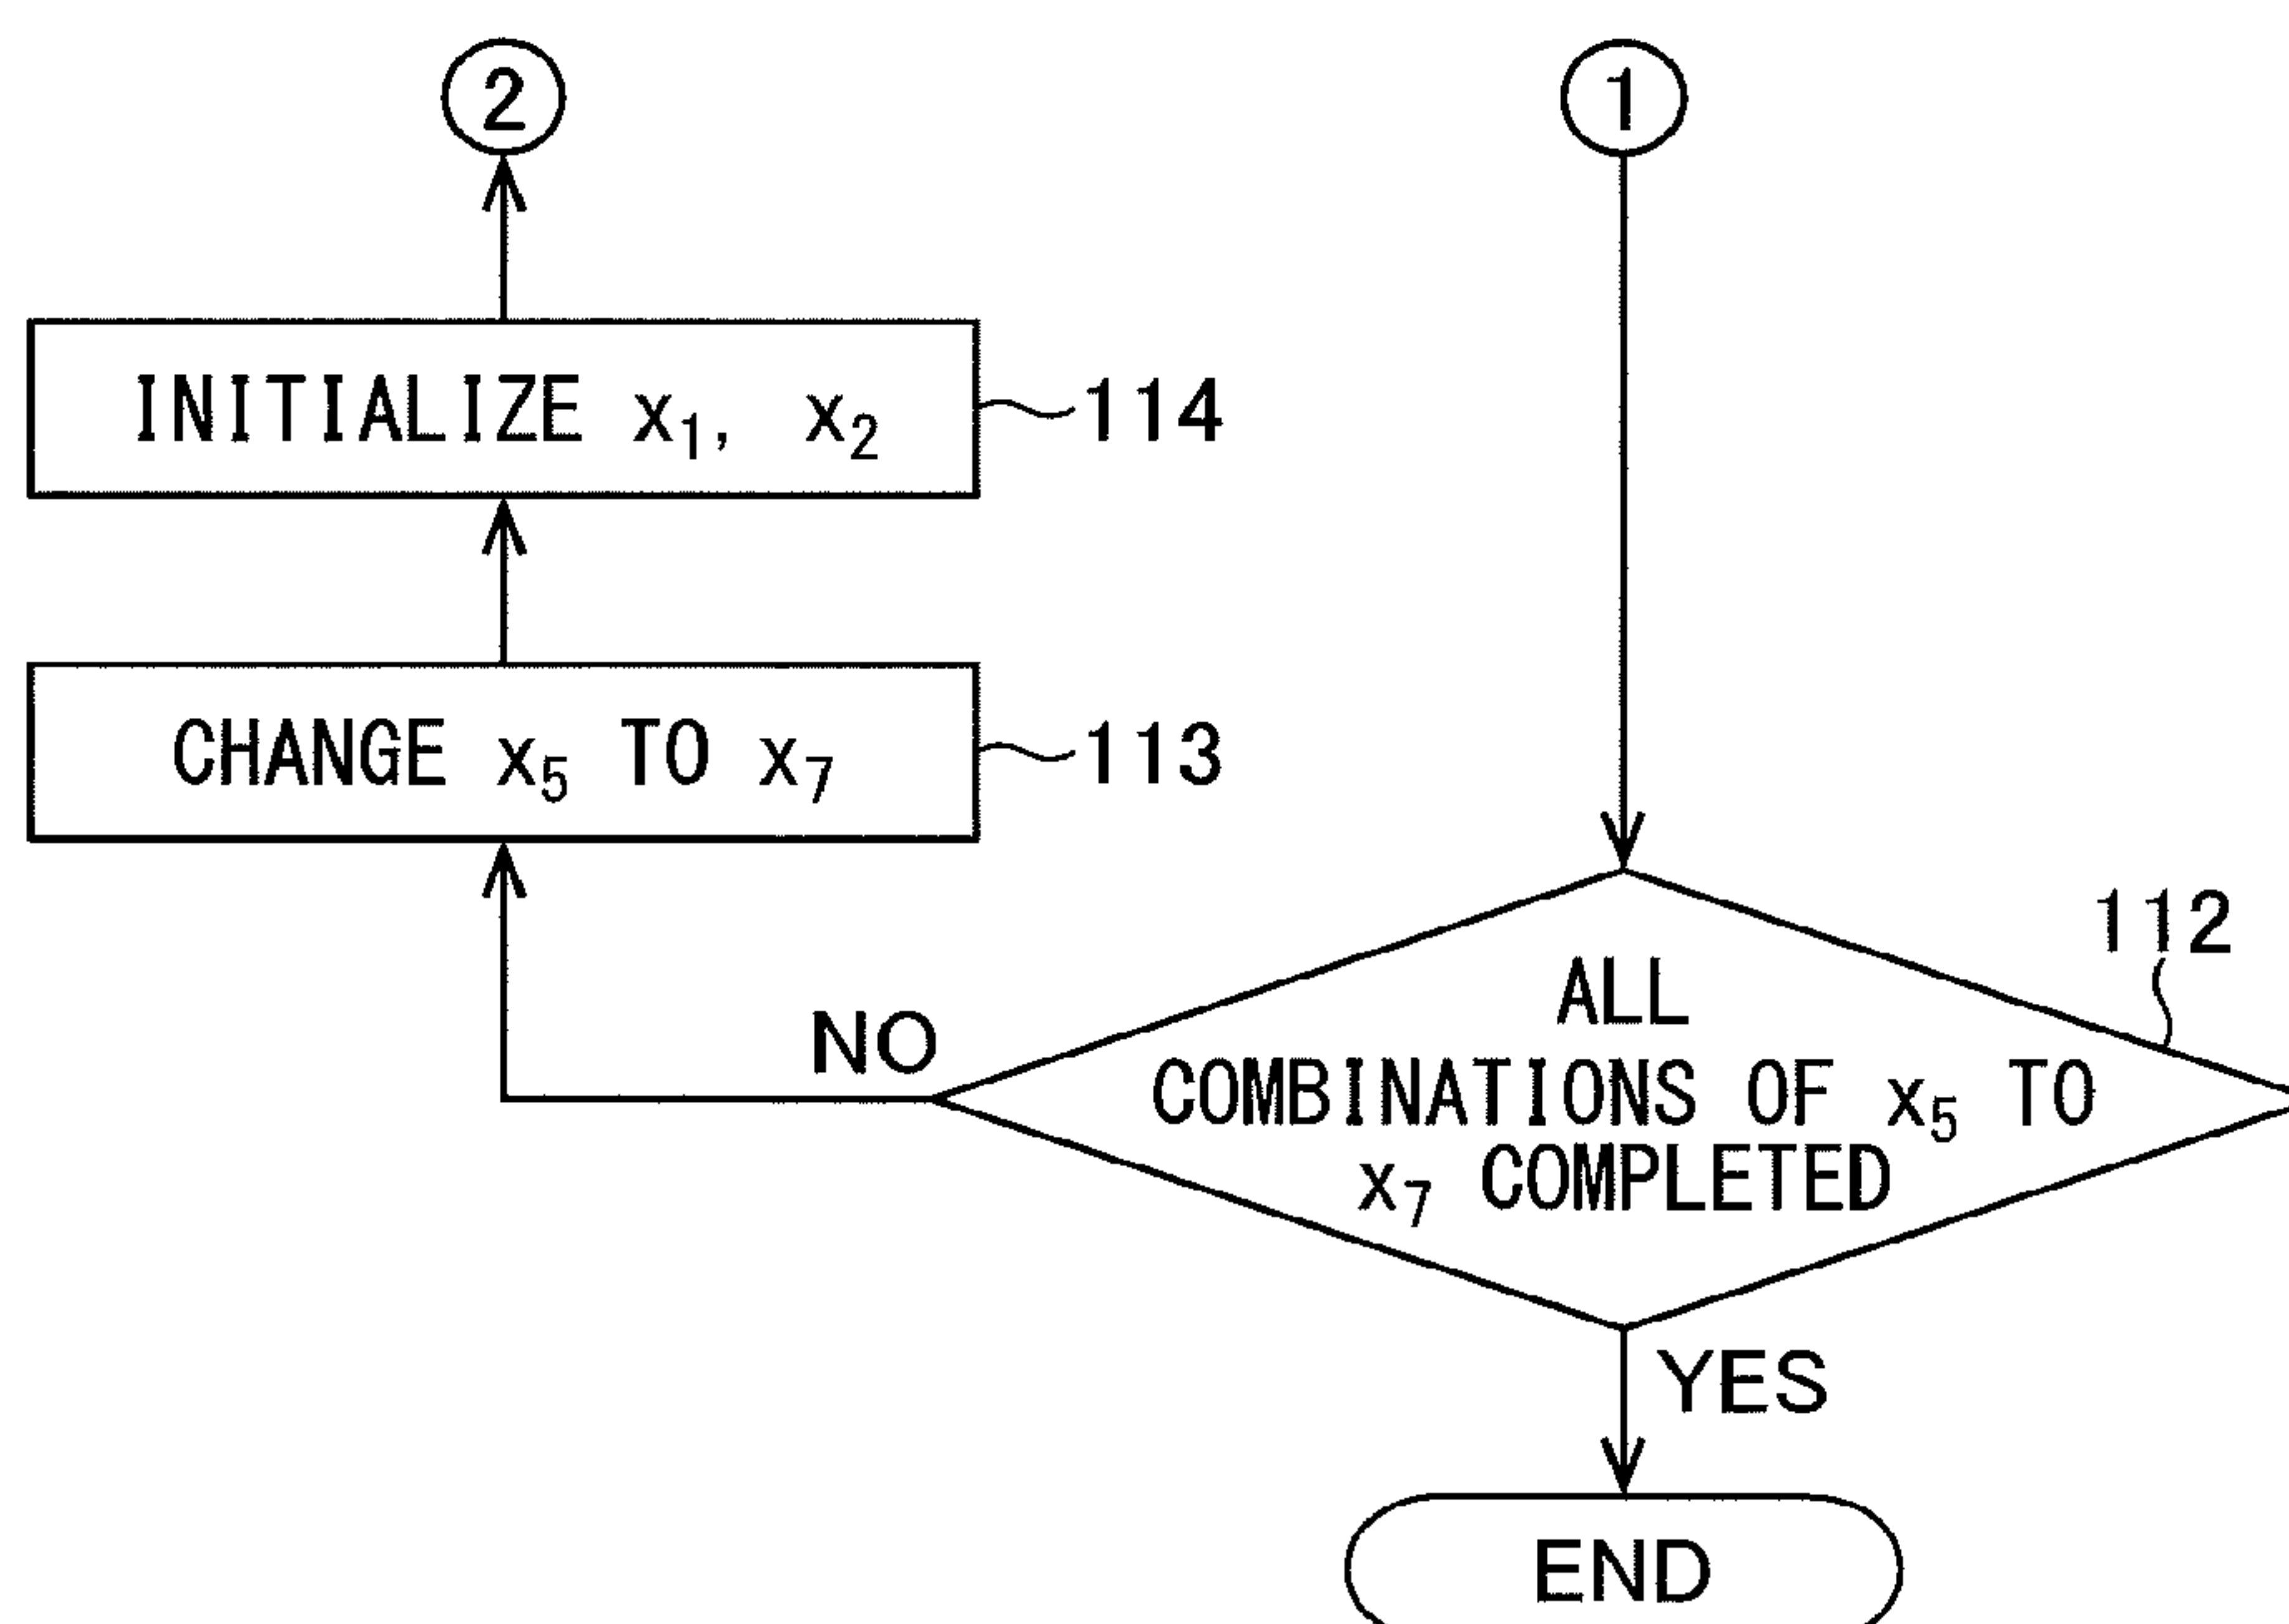 2
1
INITIALIZE x₁, x₂
114
CHANGE x₅ TO x₇
113
112
ALL
COMBINATIONS OF x₅ TO
x₇ COMPLETED
NO
YES
END